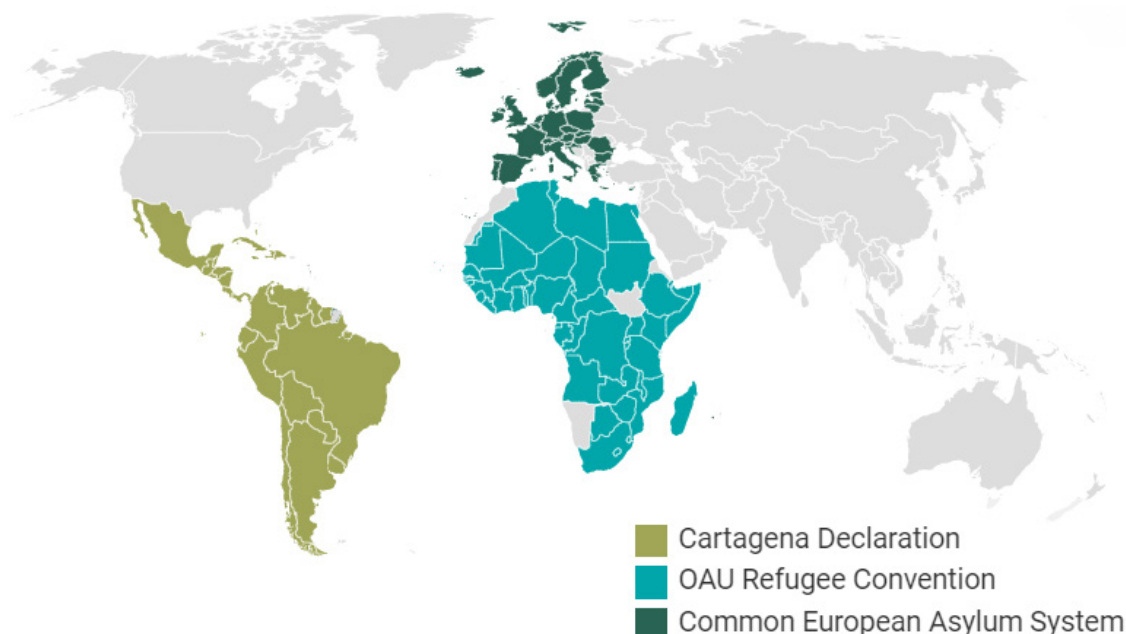 Cartagena Declaration
OAU Refugee Convention
Common European Asylum System